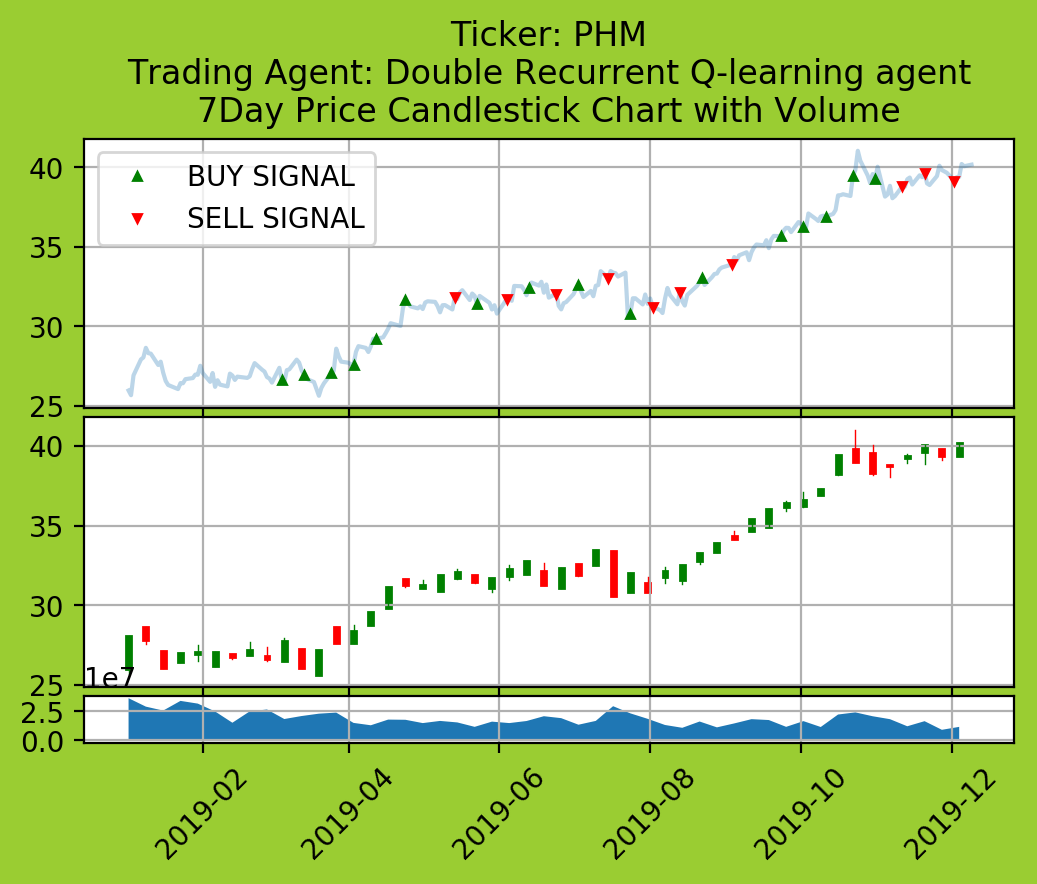 Ticker: PHM
Trading Agent: Double Recurrent Q-learning agent
7Day Price Candlestick Chart with Volume
BUY SIGNAL
SELL SIGNAL
40
35
30
25
40
35
30
25
1e7
2.5
0.0
2019-02
2019-04
2019-06
2019-08
2019-10
2019-12